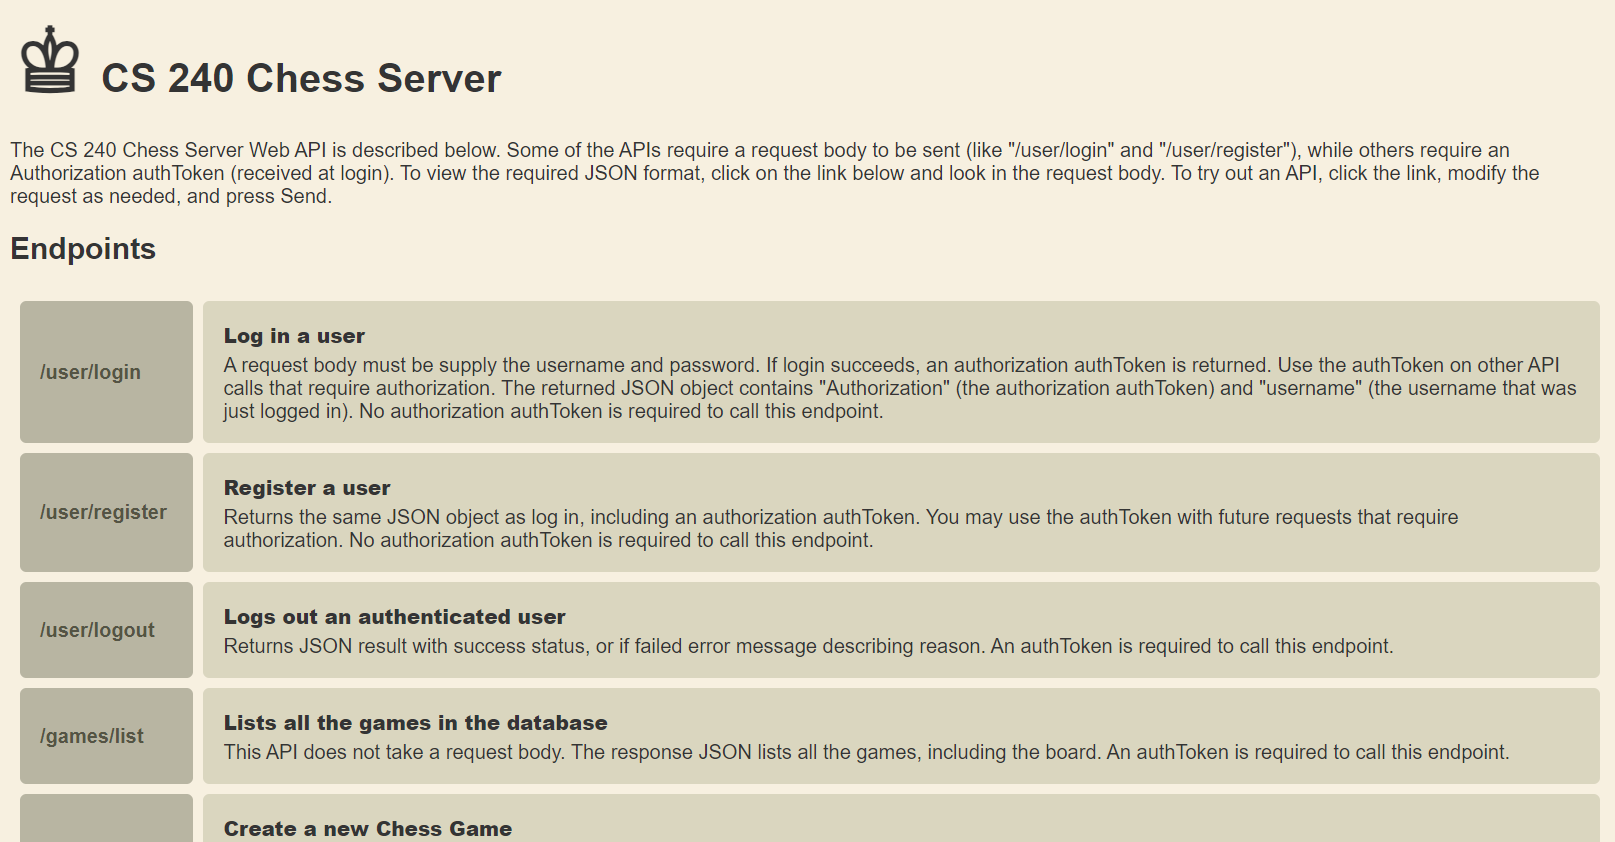 CS 240 Chess Server
The CS 240 Chess Server Web API is described below. Some of the APIs require a request body to be sent (like "/user/login" and "/user/register"), while others require an
Authorization authToken (received at login). To view the required JSON format, click on the link below and look in the request body. To try out an API, click the link, modify the
request as needed, and press Send.
Endpoints
/user/login
Log in a user
A request body must be supply the username and password. If login succeeds, an authorization authToken is returned. Use the authToken on other API
calls that require authorization. The returned JSON object contains "Authorization" (the authorization authToken) and "username" (the username that was
just logged in). No authorization authToken is required to call this endpoint.
/user/register
Register a user
Returns the same JSON object as log in, including an authorization authToken. You may use the authToken with future requests that require
authorization. No authorization authToken is required to call this endpoint.
/user/logout
Logs out an authenticated user
Returns JSON result with success status, or if failed error message describing reason. An authToken is required to call this endpoint.
/games/list
Lists all the games in the database
This API does not take a request body. The response JSON lists all the games, including the board. An authToken is required to call this endpoint.
Create a new Chess Game